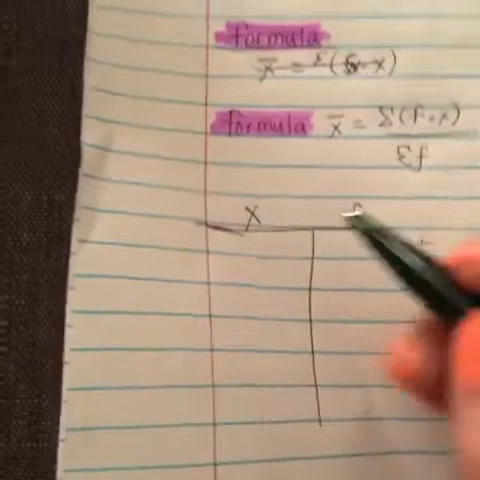 formula
x̄ = Σ(f · x)
formula x̄ = Σ(f · x)
Σf
X f